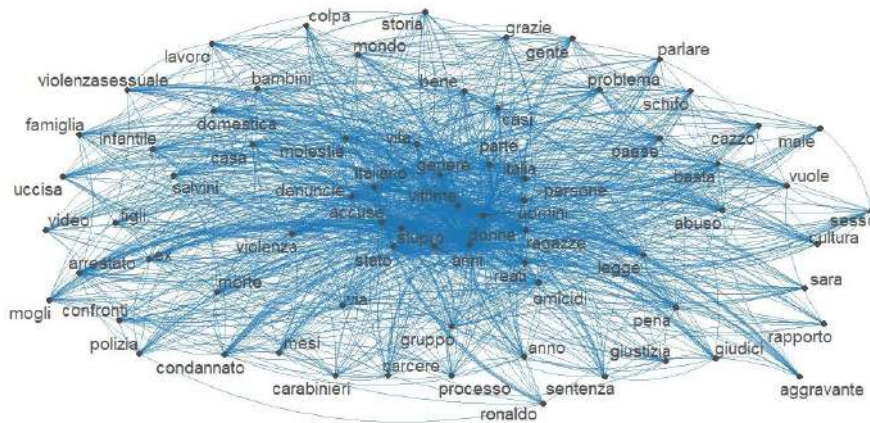 colpa
storia
grazie
lavoro
mondo
gente
parlare
violenzasessuale
bambini
bene
problema
schifo
famiglia
infantile
domestica
casi
cazzo
male
casa
molestie
vita
parte
paese
uccisa
salvini
italiano
genere
italia
basta
vuole
denuncie
vittime
persone
video
figli
accuse
uomini
abuso
sesso
violenza
stupro
donne
ragazze
cultura
arrestato
ex
stato
anni
reati
legge
mogli
confronti
morte
via
omicidi
sara
polizia
condannato
mesi
gruppo
anno
pena
giustizia
giudici
rapporto
carabinieri
carcere
processo
sentenza
aggravante
ronaldo